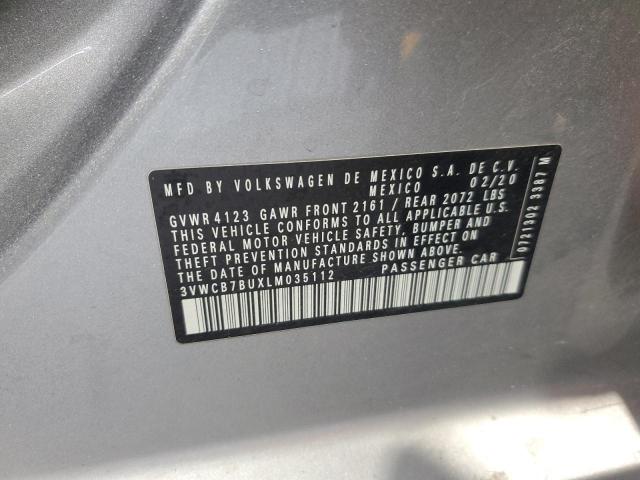 MFD BY VOLKSWAGEN DE MEXICO S.A. DE C.V.
MEXICO 02/20
GVWR 4123 GAWR FRONT 2161 / REAR 2072 LBS
THIS VEHICLE CONFORMS TO ALL APPLICABLE U.S.
FEDERAL MOTOR VEHICLE SAFETY, BUMPER AND
THEFT PREVENTION STANDARDS IN EFFECT ON
THE DATE OF MANUFACTURE SHOWN ABOVE
3VWCB7BUXLM035112 PASSENGER CAR
0721302 3387 M